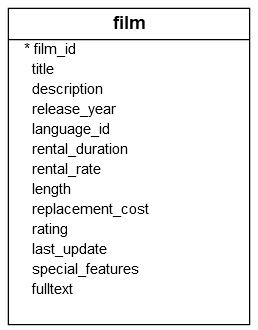 film
* film_id
title
description
release_year
language_id
rental_duration
rental_rate
length
replacement_cost
rating
last_update
special_features
fulltext